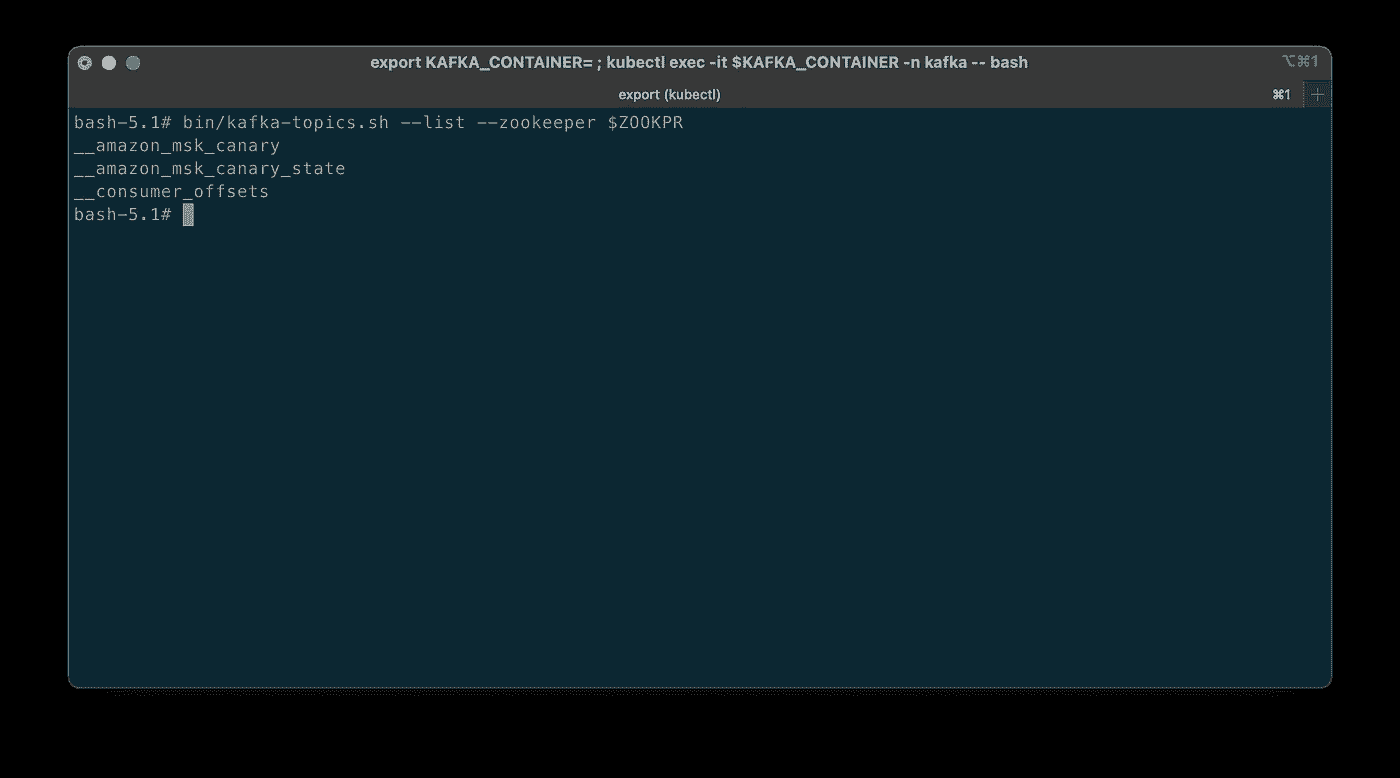 export KAFKA_CONTAINER= ; kubectl exec -it $KAFKA_CONTAINER -n kafka -- bash
⌥⌘1
export (kubectl)
⌘1
bash-5.1# bin/kafka-topics.sh --list --zookeeper $ZOOKPR
__amazon_msk_canary
__amazon_msk_canary_state
__consumer_offsets
bash-5.1#